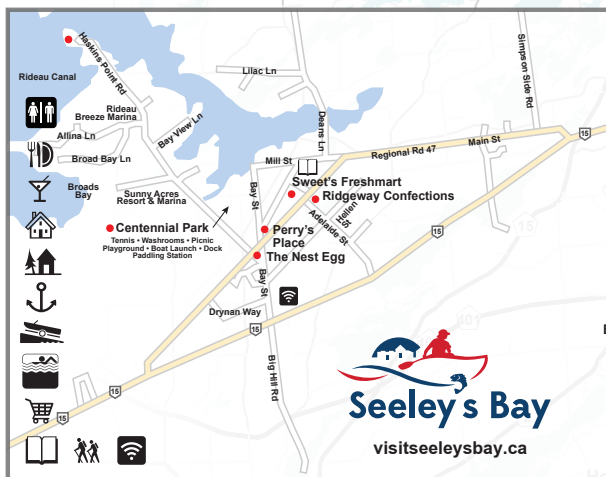 Haskins Point Rd
Rideau Canal
Lilac Ln
Simpson Side Rd
Rideau
Breeze Marina
Bay View Ln
Deans Ln
15
Allina Ln
Main St
Regional Rd 47
Broad Bay Ln
Mill St
Broads
Bay
Sunny Acres
Resort & Marina
Bay St
Sweet's Freshmart
Ridgeway Confections
Hellen St
Adelaide St
15
Centennial Park
Tennis • Washrooms • Picnic
Playground • Boat Launch • Dock
Paddling Station
Perry's
Place
The Nest Egg
Bay St
Drynan Way
15
401
Big Hill Rd
15
15
Seeley's Bay
visitseeleysbay.ca